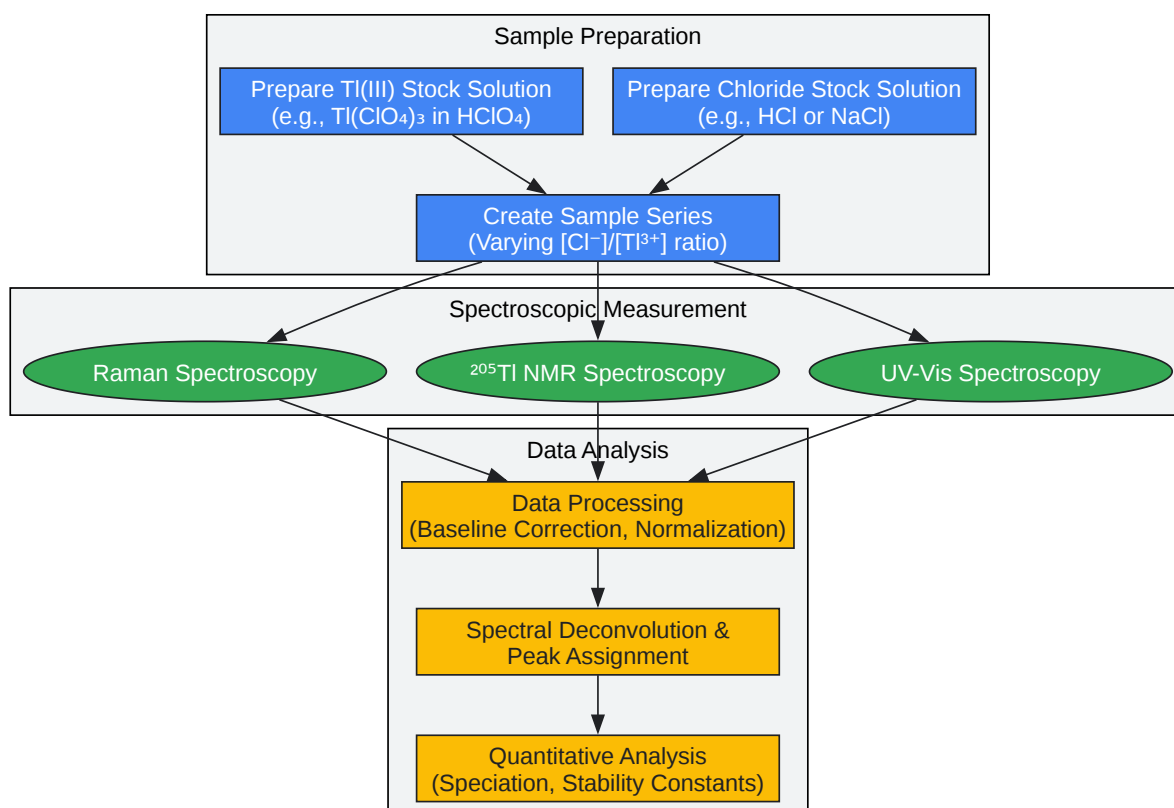 Sample Preparation
Prepare Tl(III) Stock Solution
(e.g., Tl(ClO₄)₃ in HClO₄)
Prepare Chloride Stock Solution
(e.g., HCl or NaCl)
Create Sample Series
(Varying [Cl⁻]/[Tl³⁺] ratio)
Spectroscopic Measurement
Raman Spectroscopy
²⁰⁵Tl NMR Spectroscopy
UV-Vis Spectroscopy
Data Analysis
Data Processing
(Baseline Correction, Normalization)
Spectral Deconvolution &
Peak Assignment
Quantitative Analysis
(Speciation, Stability Constants)